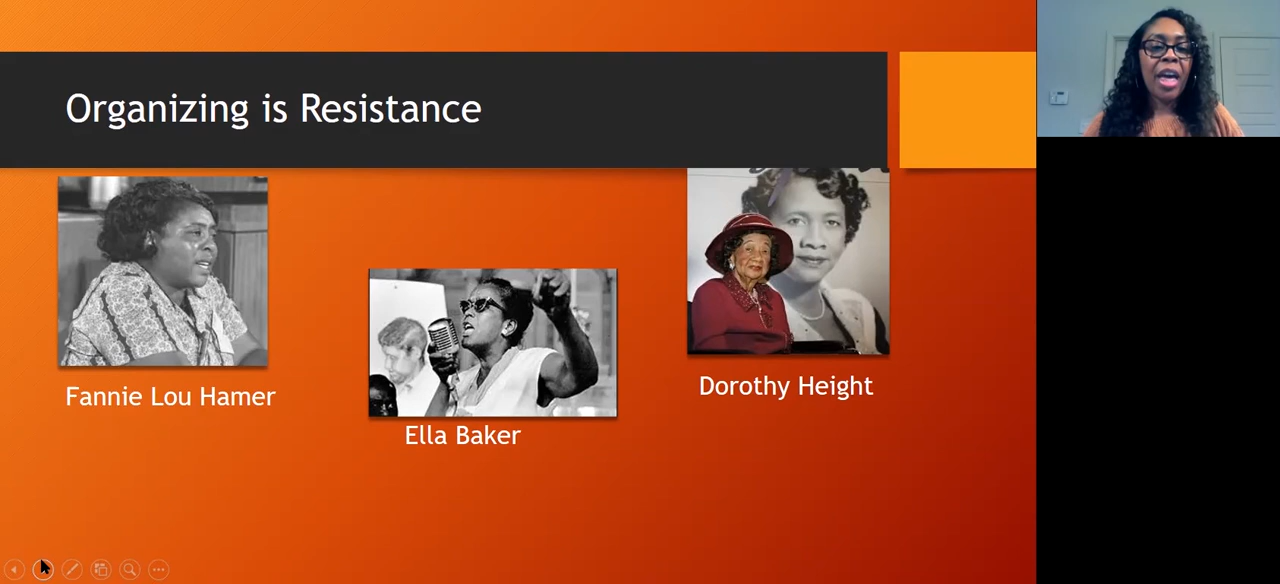 Organizing is Resistance
Fannie Lou Hamer
Ella Baker
Dorothy Height